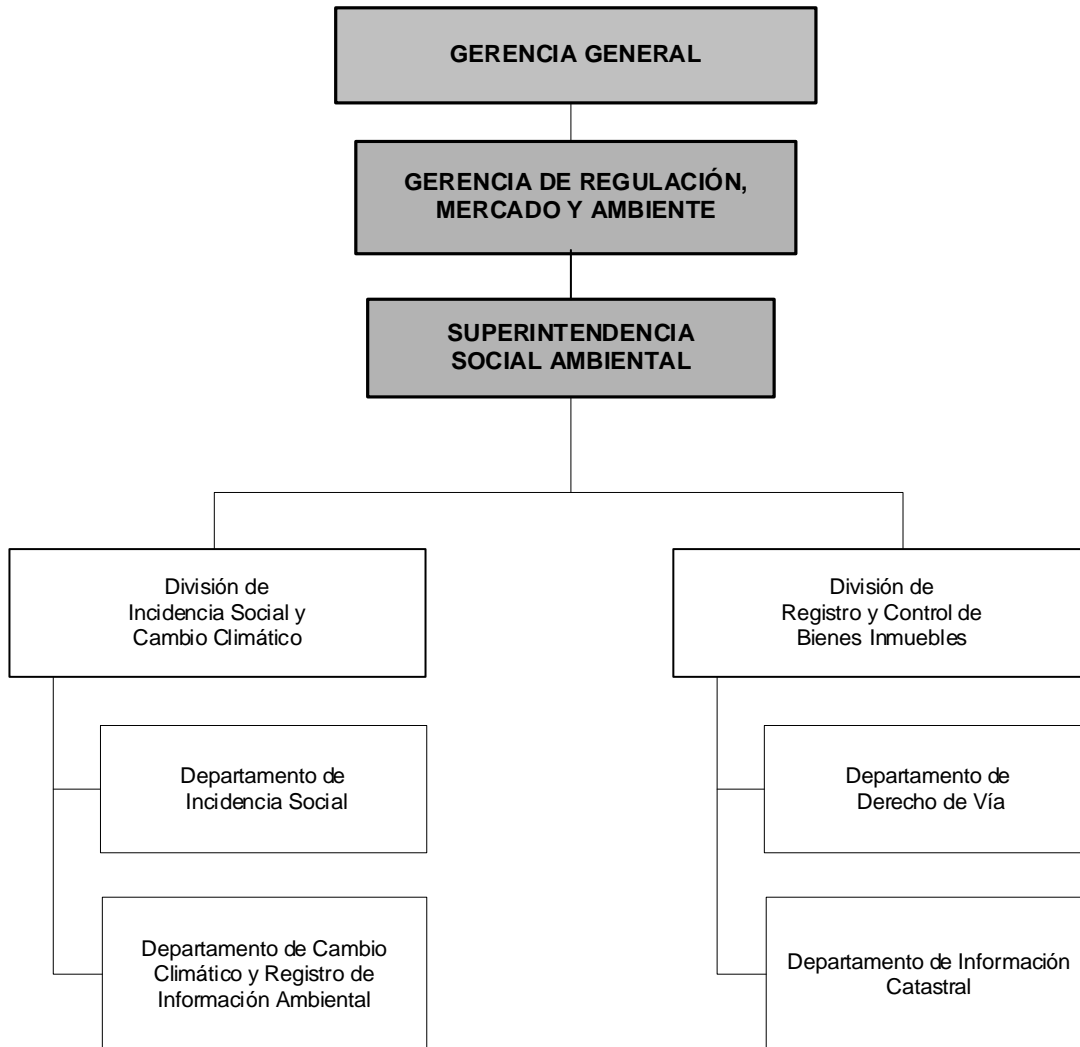 GERENCIA GENERAL
GERENCIA DE REGULACIÓN,
MERCADO Y AMBIENTE
SUPERINTENDENCIA
SOCIAL AMBIENTAL
División de
Incidencia Social y
Cambio Climático
División de
Registro y Control de
Bienes Inmuebles
Departamento de
Incidencia Social
Departamento de
Derecho de Vía
Departamento de Cambio
Climático y Registro de
Información Ambiental
Departamento de Información
Catastral